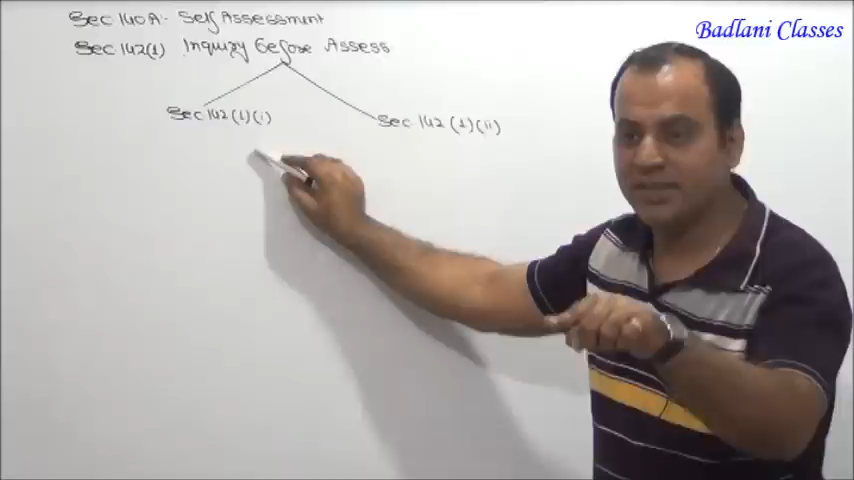 Sec 140A:- Self Assessment
Badlani Classes
Sec 142(1) Inquiry Before Assess
Sec 142 (1)(i)
Sec 142 (1)(ii)